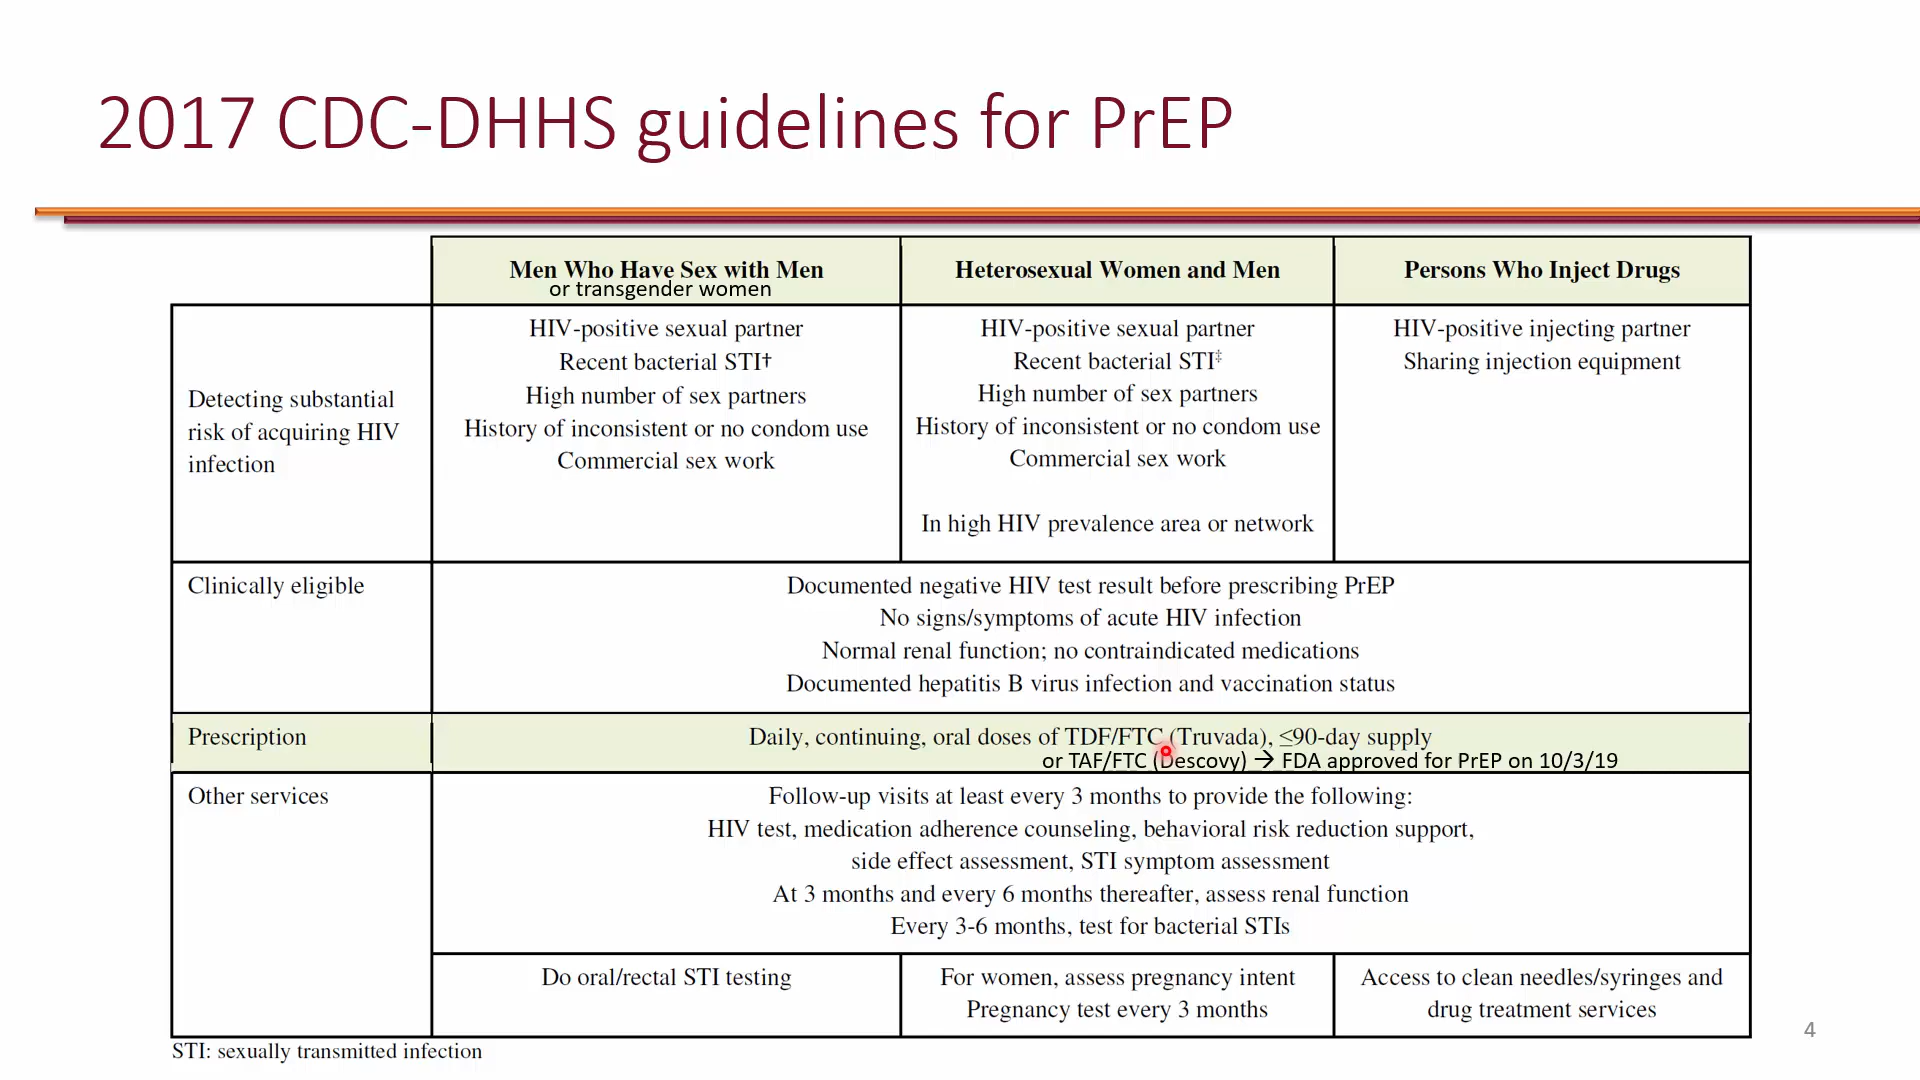 2017 CDC-DHHS guidelines for PrEP
Men Who Have Sex with Men
or transgender women
Heterosexual Women and Men
Persons Who Inject Drugs
Detecting substantial
risk of acquiring HIV
infection
HIV-positive sexual partner
Recent bacterial STI†
High number of sex partners
History of inconsistent or no condom use
Commercial sex work
HIV-positive sexual partner
Recent bacterial STI‡
High number of sex partners
History of inconsistent or no condom use
Commercial sex work
In high HIV prevalence area or network
HIV-positive injecting partner
Sharing injection equipment
Clinically eligible
Documented negative HIV test result before prescribing PrEP
No signs/symptoms of acute HIV infection
Normal renal function; no contraindicated medications
Documented hepatitis B virus infection and vaccination status
Prescription
Daily, continuing, oral doses of TDF/FTC (Truvada), ≤90-day supply
or TAF/FTC (Descovy) → FDA approved for PrEP on 10/3/19
Other services
Follow-up visits at least every 3 months to provide the following:
HIV test, medication adherence counseling, behavioral risk reduction support,
side effect assessment, STI symptom assessment
At 3 months and every 6 months thereafter, assess renal function
Every 3-6 months, test for bacterial STIs
Do oral/rectal STI testing
For women, assess pregnancy intent
Pregnancy test every 3 months
Access to clean needles/syringes and
drug treatment services
STI: sexually transmitted infection
4